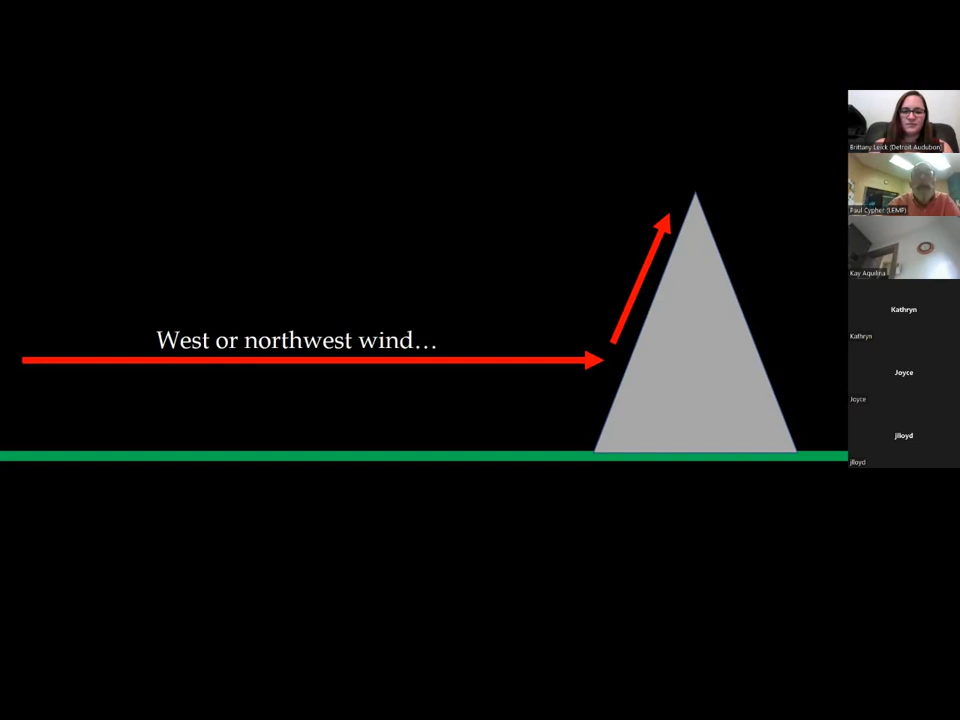 West or northwest wind…
Brittany Leick (Detroit Audubon)
Paul Cypher (LEMP)
Kay Aquilina
Kathryn
Kathryn
Joyce
Joyce
jlloyd
jlloyd